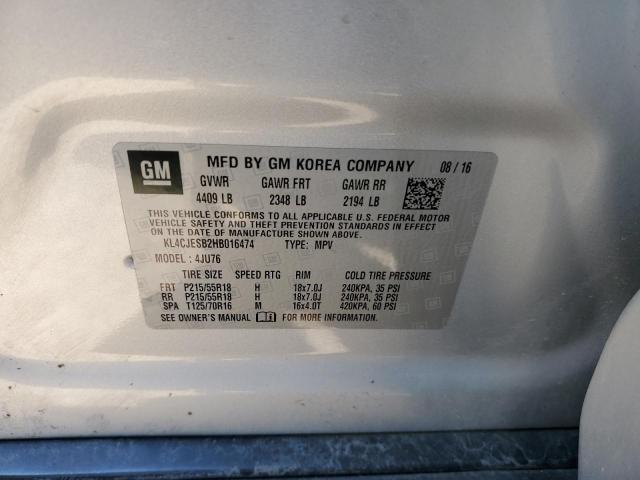 GM MFD BY GM KOREA COMPANY 08 / 16
GVWR GAWR FRT GAWR RR
4409 LB 2348 LB 2194 LB
THIS VEHICLE CONFORMS TO ALL APPLICABLE U.S. FEDERAL MOTOR
VEHICLE SAFETY AND THEFT PREVENTION STANDARDS IN EFFECT
ON THE DATE OF MANUFACTURE SHOWN ABOVE.
KL4CJESB2HB016474 TYPE: MPV
MODEL : 4JU76
TIRE SIZE SPEED RTG RIM COLD TIRE PRESSURE
FRT P215/55R18 H 18x7.0J 240KPA, 35 PSI
RR P215/55R18 H 18x7.0J 240KPA, 35 PSI
SPA T125/70R16 M 16x4.0T 420KPA, 60 PSI
SEE OWNER'S MANUAL FOR MORE INFORMATION.